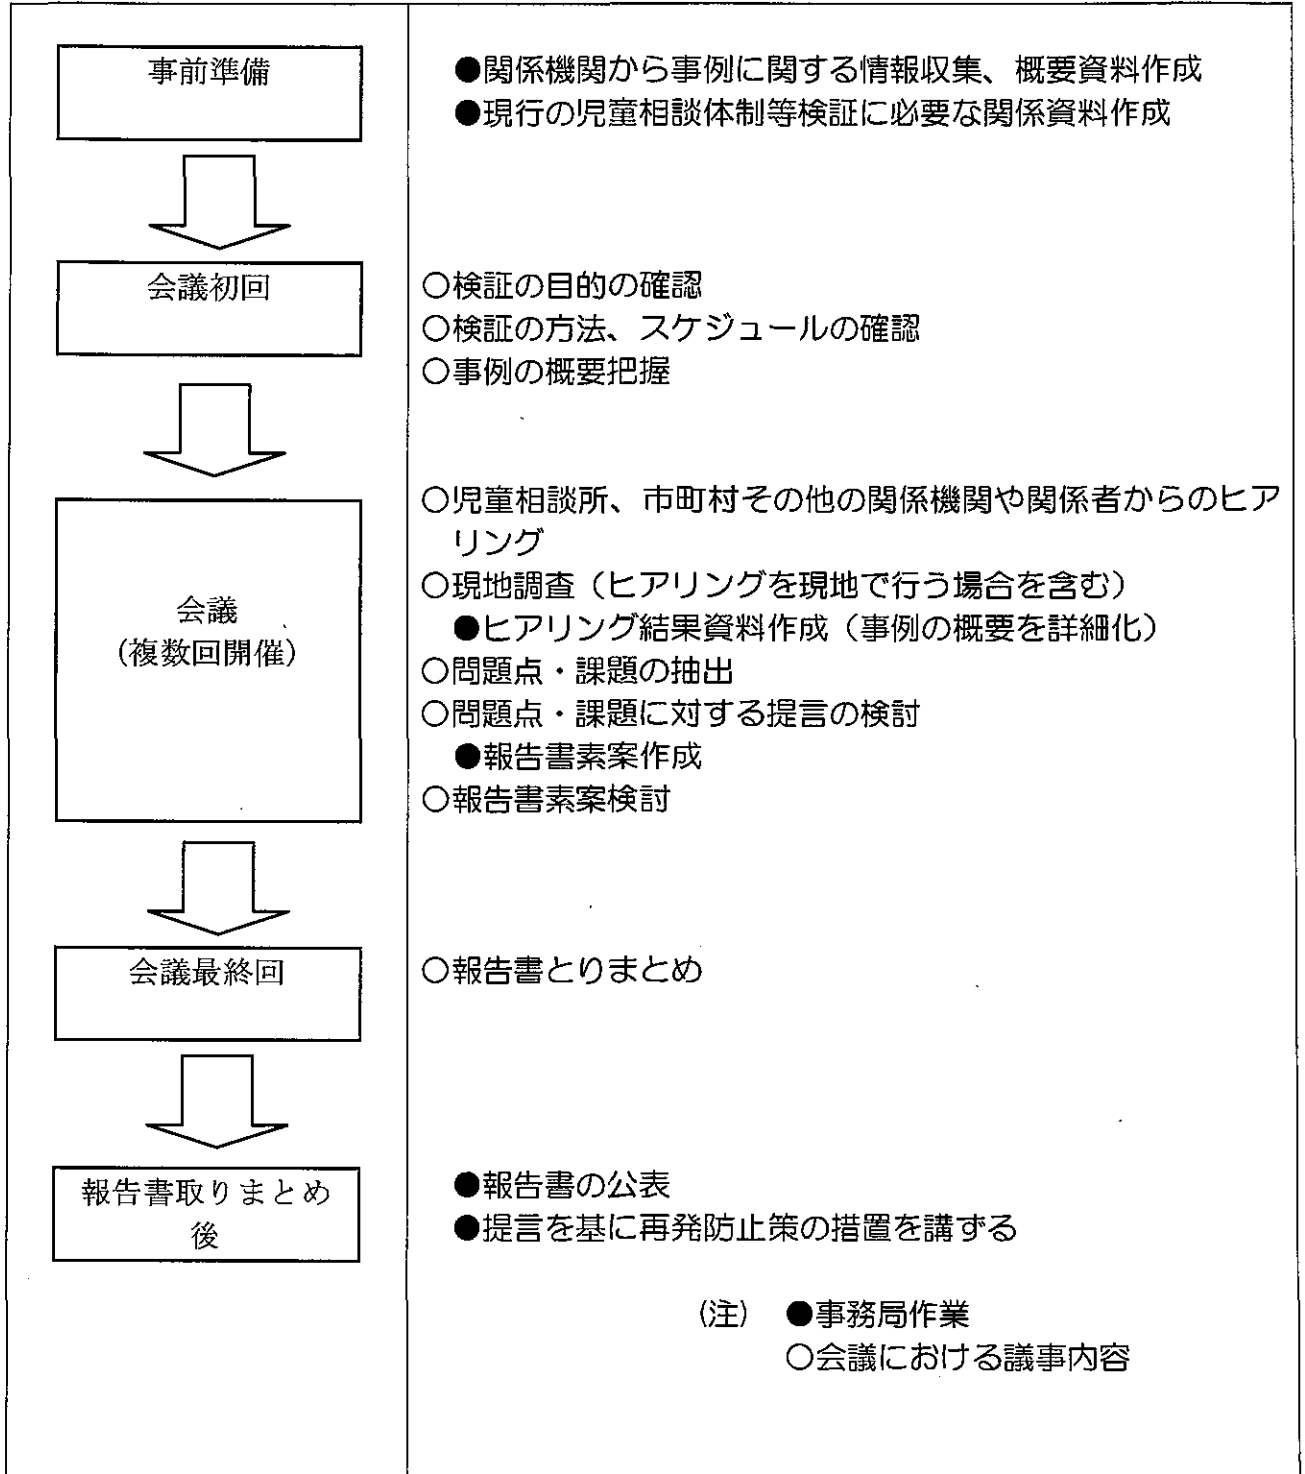 事前準備
●関係機関から事例に関する情報収集、概要資料作成
●現行の児童相談体制等検証に必要な関係資料作成
会議初回
○検証の目的の確認
○検証の方法、スケジュールの確認
○事例の概要把握
会議
(複数回開催)
○児童相談所、市町村その他の関係機関や関係者からのヒア
リング
○現地調査（ヒアリングを現地で行う場合を含む）
●ヒアリング結果資料作成（事例の概要を詳細化）
○問題点・課題の抽出
○問題点・課題に対する提言の検討
●報告書素案作成
○報告書素案検討
会議最終回
○報告書とりまとめ
報告書取りまとめ
後
●報告書の公表
●提言を基に再発防止策の措置を講ずる
(注) ●事務局作業
○会議における議事内容